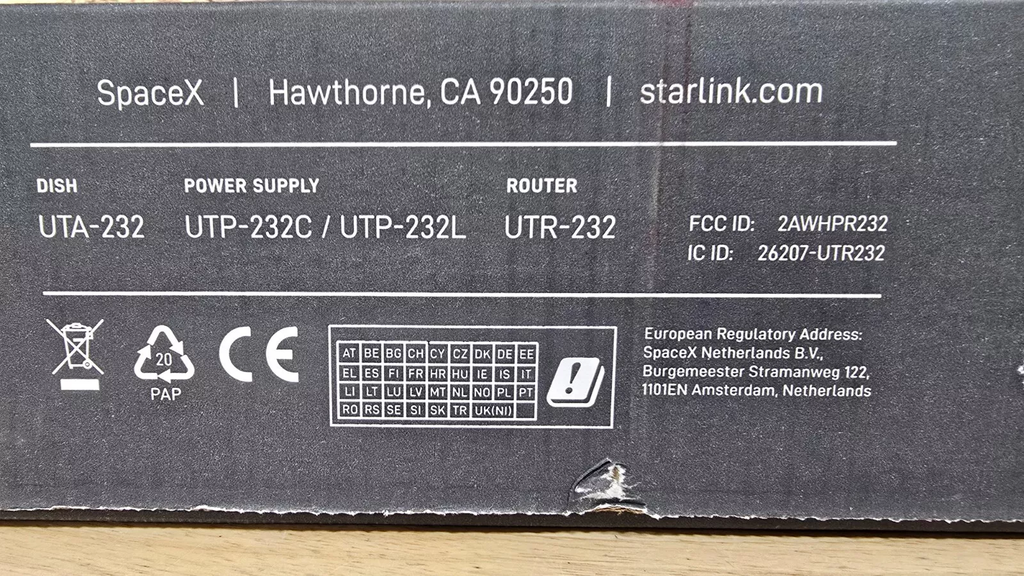 SpaceX | Hawthorne, CA 90250 | starlink.com
DISH POWER SUPPLY ROUTER
UTA-232 UTP-232C / UTP-232L UTR-232
FCC ID: 2AWHPR232
IC ID: 26207-UTR232
20
PAP
CE
AT BE BG CH CY CZ DK DE EE
EL ES FI FR HR HU IE IS IT
LI LT LU LV MT NL NO PL PT
RO RS SE SI SK TR UK(NI)
!
European Regulatory Address:
SpaceX Netherlands B.V.,
Burgemeester Stramanweg 122,
1101EN Amsterdam, Netherlands